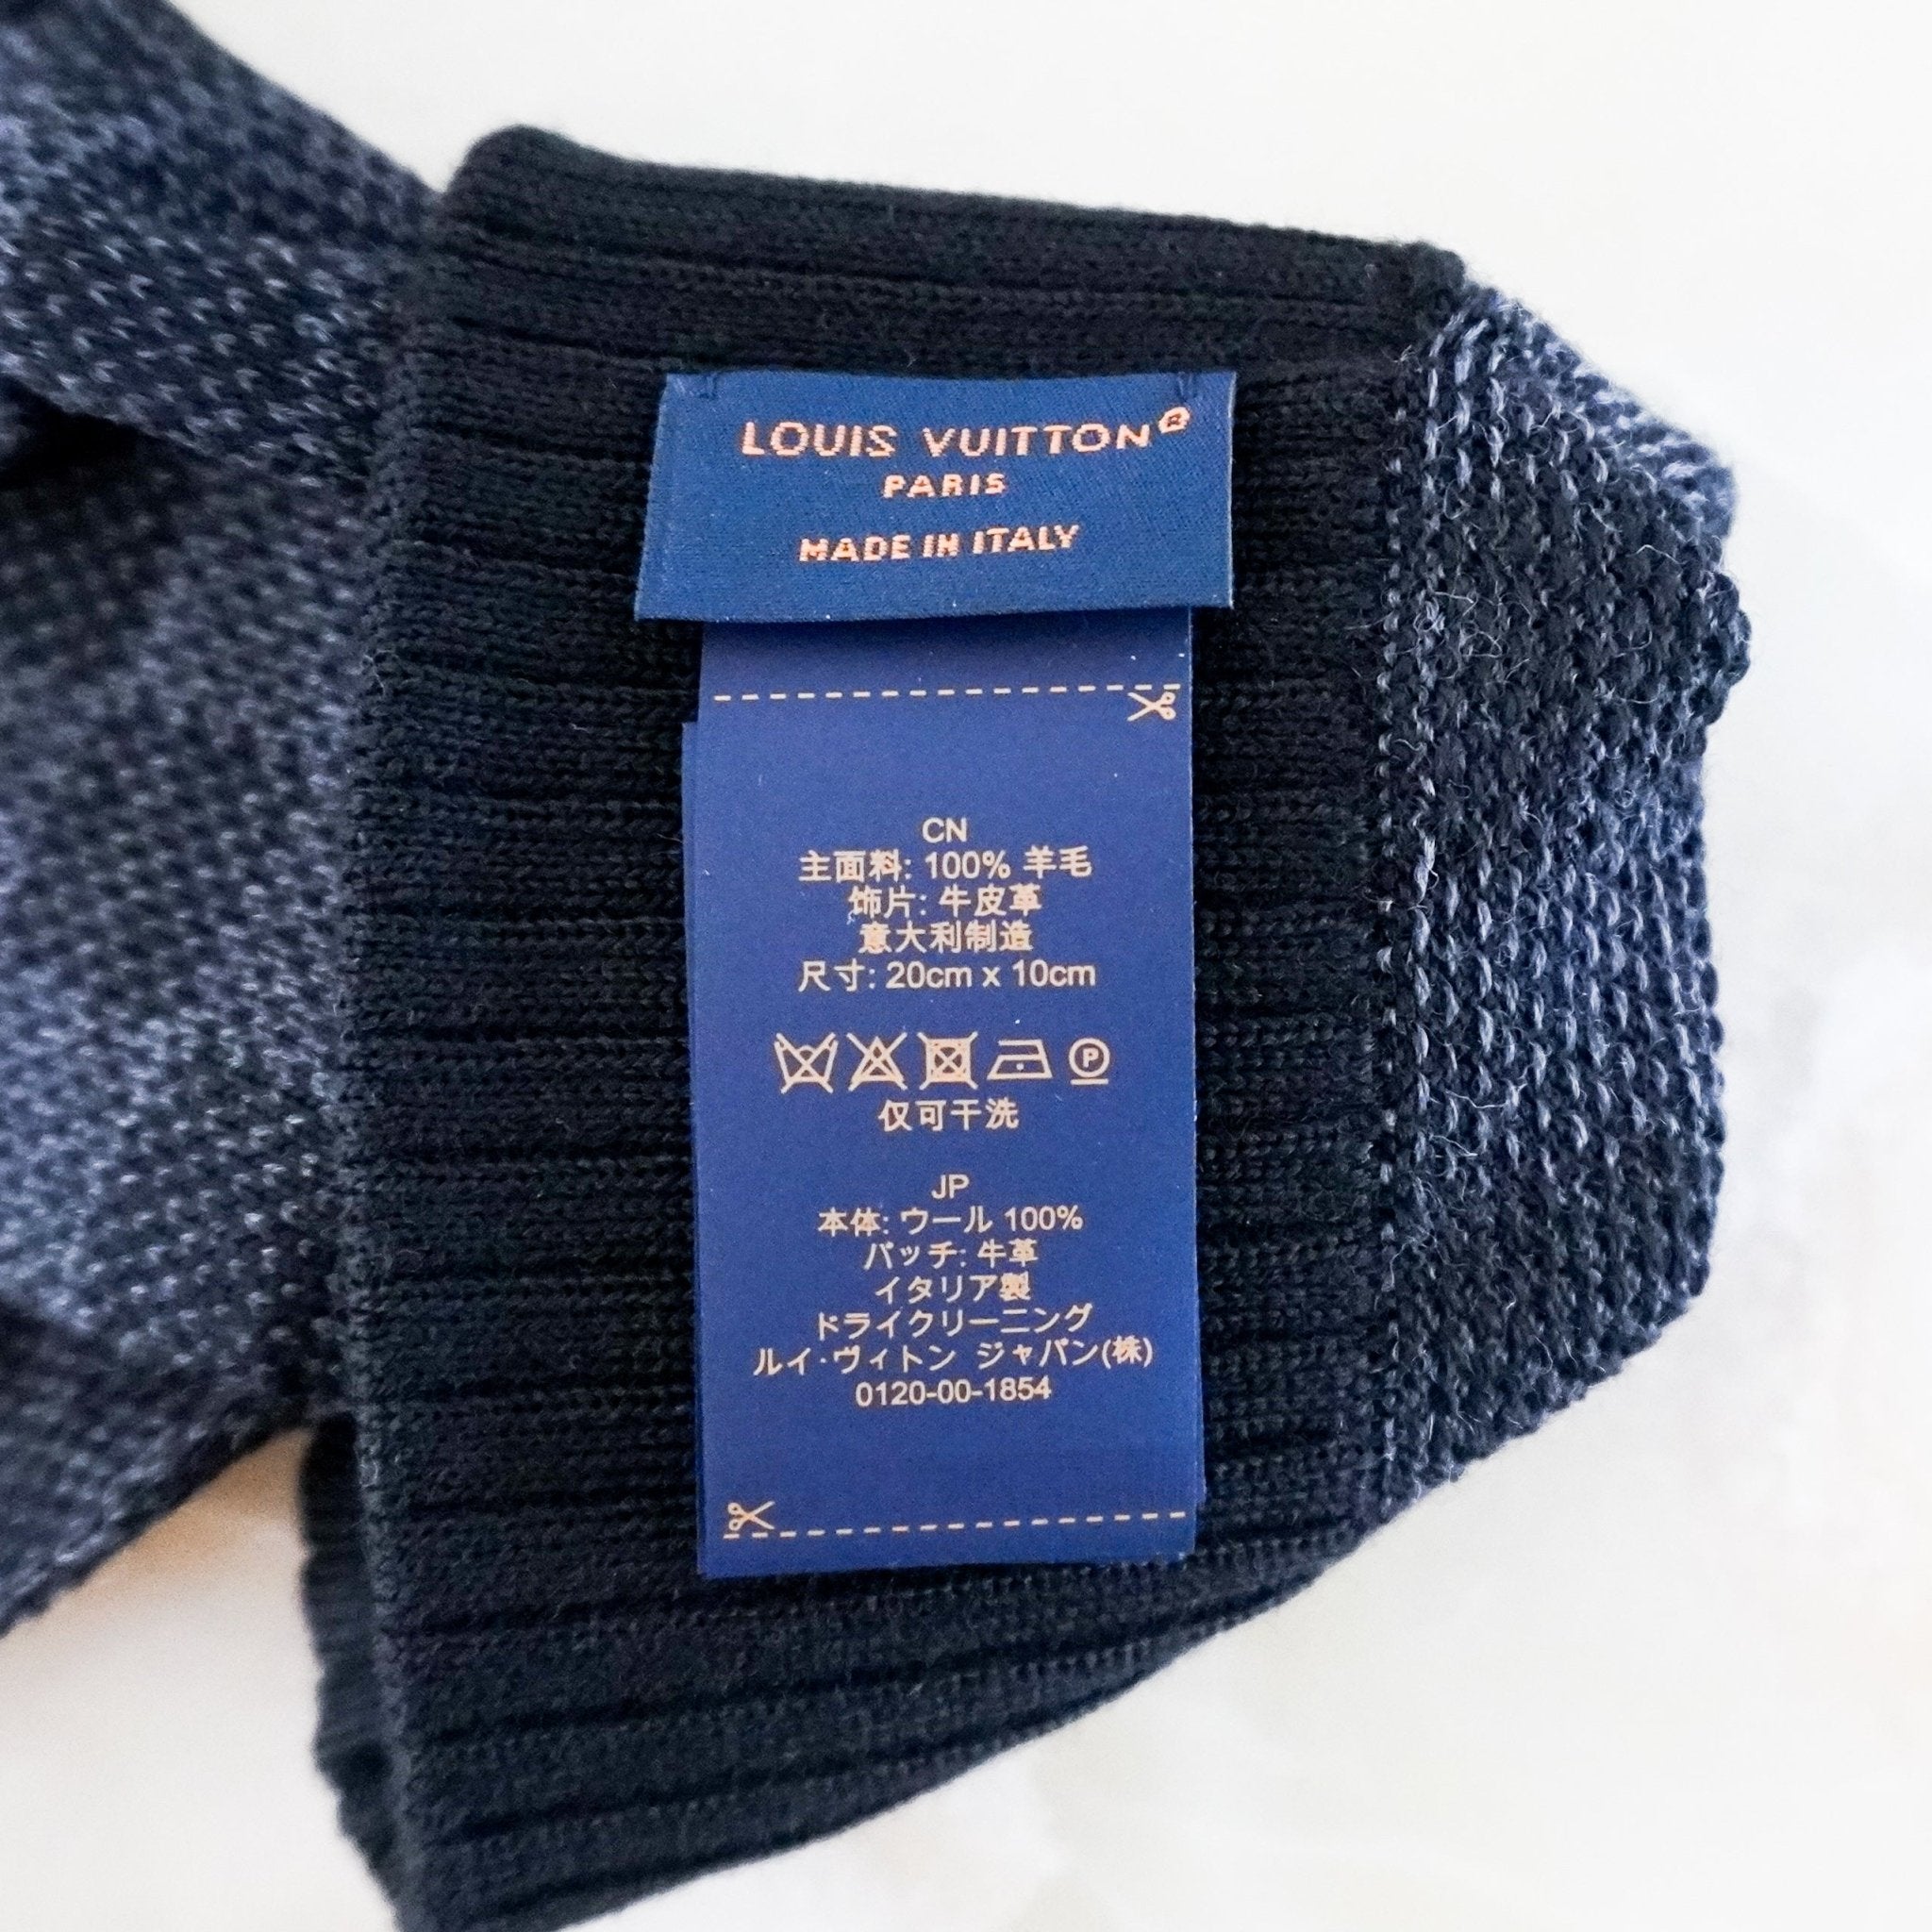 LOUIS VUITTON®
PARIS
MADE IN ITALY
CN
主面料: 100% 羊毛
饰片: 牛皮革
意大利制造
尺寸: 20cm x 10cm
P
仅可干洗
JP
本体: ウール 100%
パッチ: 牛革
イタリア製
ドライクリーニング
ルイ·ヴィトン ジャパン(株)
0120-00-1854